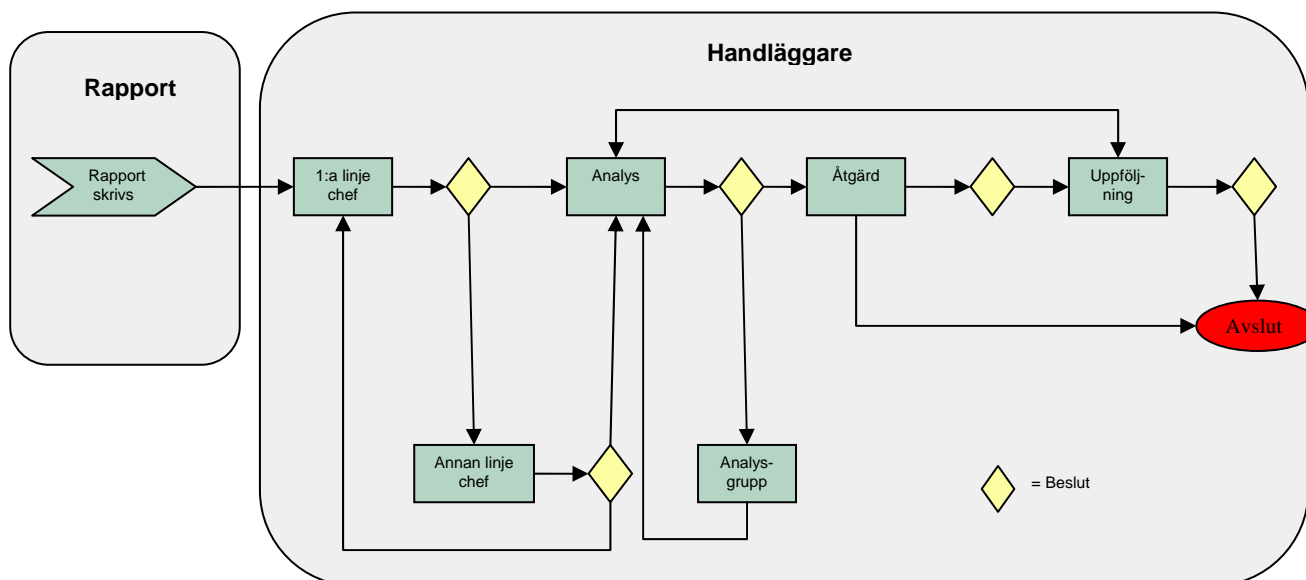 Rapport
Handläggare
Rapport
skrivs
1:a linje
chef
Analys
Åtgärd
Uppfölj-
ning
Avslut
Annan linje
chef
Analys-
grupp
= Beslut